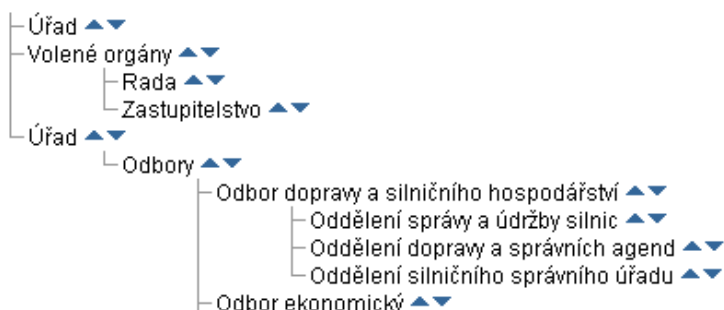 Úřad
Volené orgány
Rada
Zastupitelstvo
Úřad
Odbory
Odbor dopravy a silničního hospodářství
Oddělení správy a údržby silnic
Oddělení dopravy a správních agend
Oddělení silničního správního úřadu
Odbor ekonomický